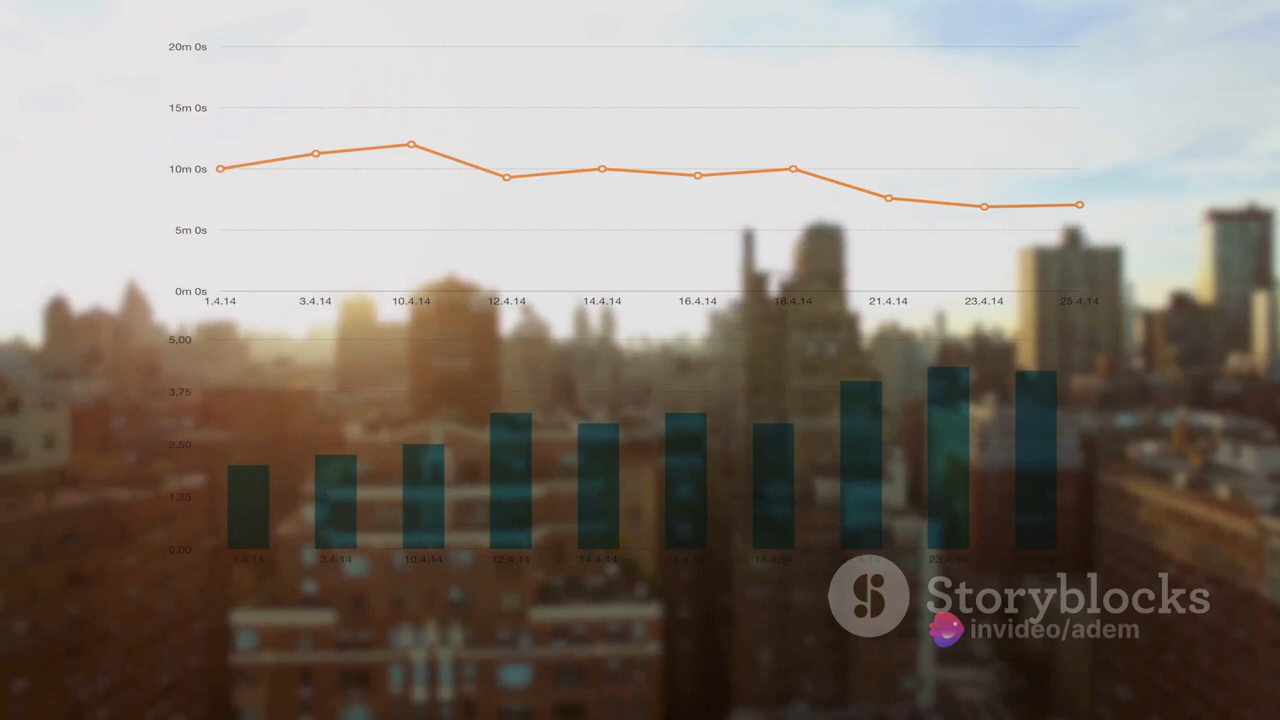 20m 0s
15m 0s
10m 0s
5m 0s
0m 0s
1.4.14 3.4.14 10.4.14 12.4.14 14.4.14 16.4.14 18.4.14 21.4.14 23.4.14 25.4.14
5,00
3,75
2,50
1,25
0,00
1.4.14 3.4.14 10.4.14 12.4.14 14.4.14 18.4.14 23.4.14
Storyblocks
invideo/adem